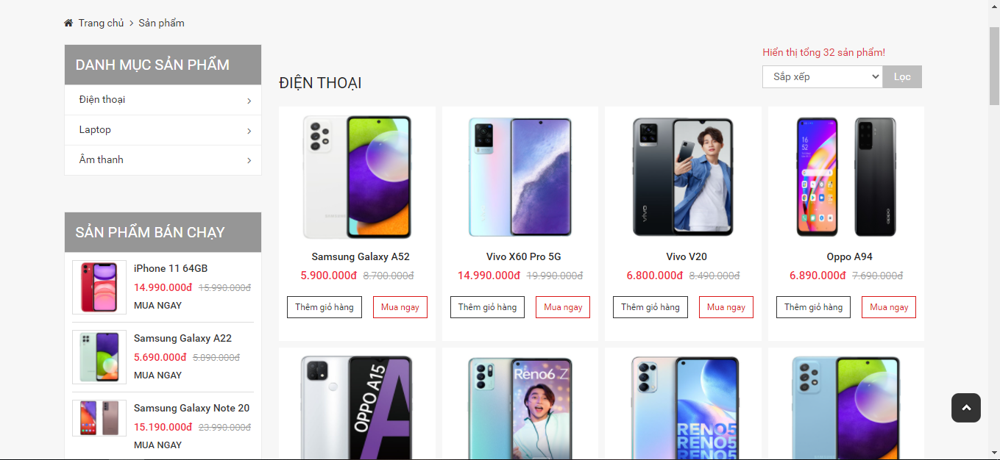 Trang chủ > Sản phẩm
DANH MỤC SẢN PHẨM
Điện thoại
Laptop
Âm thanh
SẢN PHẨM BÁN CHẠY
iPhone 11 64GB
14.990.000đ 15.990.000đ
MUA NGAY
Samsung Galaxy A22
5.690.000đ 5.890.000đ
MUA NGAY
Samsung Galaxy Note 20
15.190.000đ 23.990.000đ
MUA NGAY
Hiển thị tổng 32 sản phẩm!
ĐIỆN THOẠI
Sắp xếp
Lọc
SAMSUNG
vivo
16
52
oppo
Samsung Galaxy A52
5.900.000đ 8.700.000đ
Thêm giỏ hàng Mua ngay
Vivo X60 Pro 5G
14.990.000đ 19.990.000đ
Thêm giỏ hàng Mua ngay
Vivo V20
6.800.000đ 8.490.000đ
Thêm giỏ hàng Mua ngay
Oppo A94
6.890.000đ 7.690.000đ
Thêm giỏ hàng Mua ngay
OPPO A15
Reno6 Z
RENO5
RENO5
RENO5